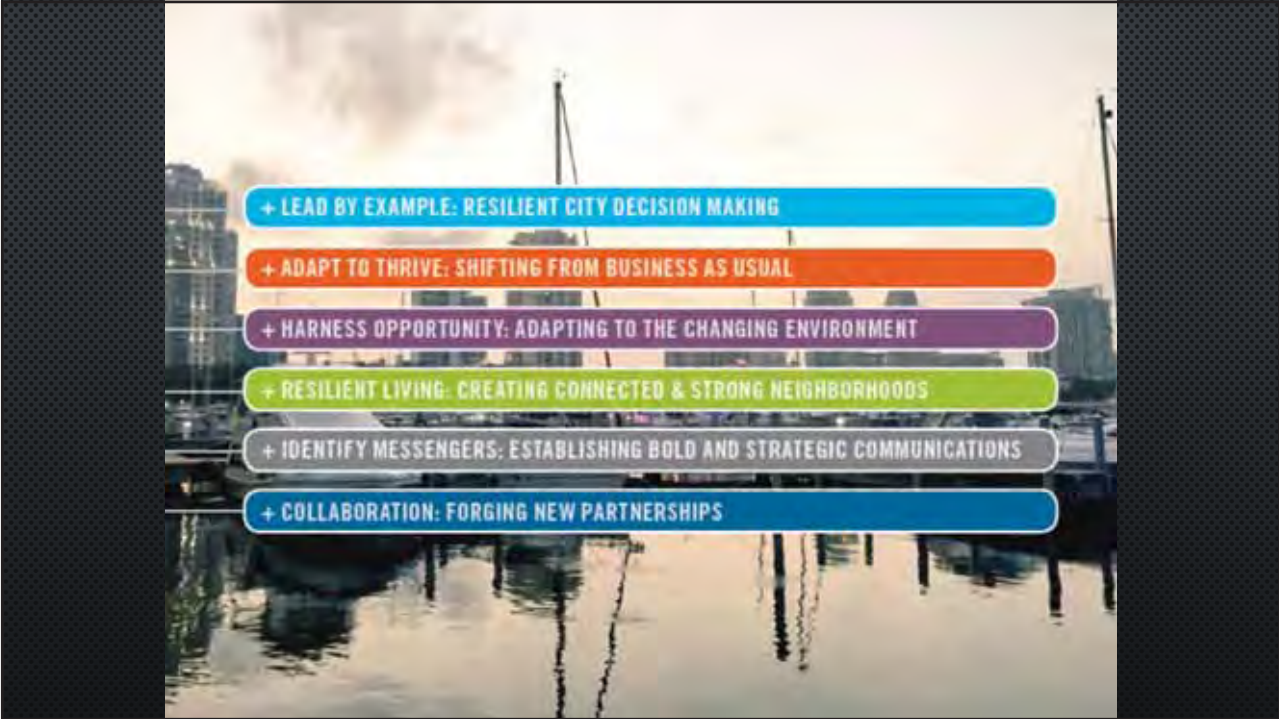 + LEAD BY EXAMPLE: RESILIENT CITY DECISION MAKING
+ ADAPT TO THRIVE: SHIFTING FROM BUSINESS AS USUAL
+ HARNESS OPPORTUNITY: ADAPTING TO THE CHANGING ENVIRONMENT
+ RESILIENT LIVING: CREATING CONNECTED & STRONG NEIGHBORHOODS
+ IDENTIFY MESSENGERS: ESTABLISHING BOLD AND STRATEGIC COMMUNICATIONS
+ COLLABORATION: FORGING NEW PARTNERSHIPS